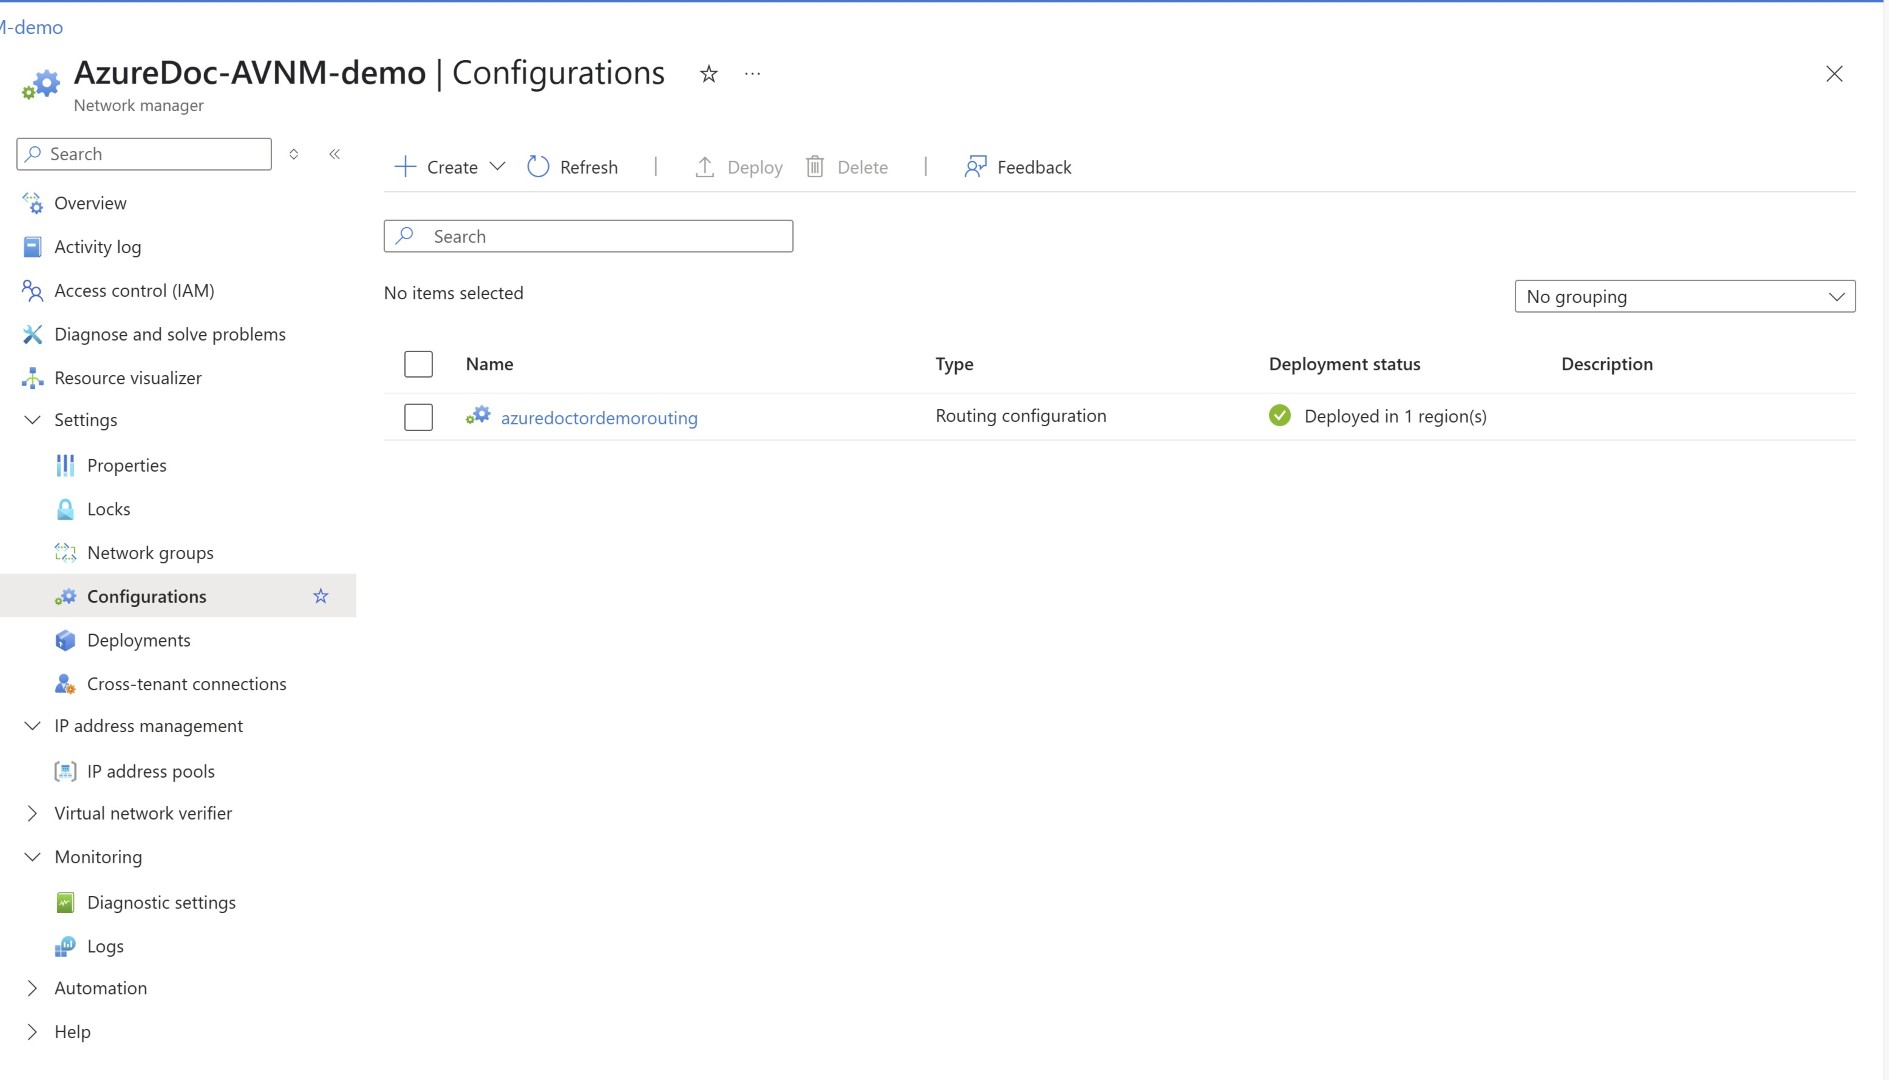 M-demo
AzureDoc-AVNM-demo | Configurations
Network manager
Search
Create
Refresh
Deploy
Delete
Feedback
Overview
Activity log
Access control (IAM)
Diagnose and solve problems
Resource visualizer
Settings
Properties
Locks
Network groups
Configurations
Deployments
Cross-tenant connections
IP address management
IP address pools
Virtual network verifier
Monitoring
Diagnostic settings
Logs
Automation
Help
Search
No items selected
No grouping
Name Type Deployment status Description
azuredoctordemorouting Routing configuration Deployed in 1 region(s)